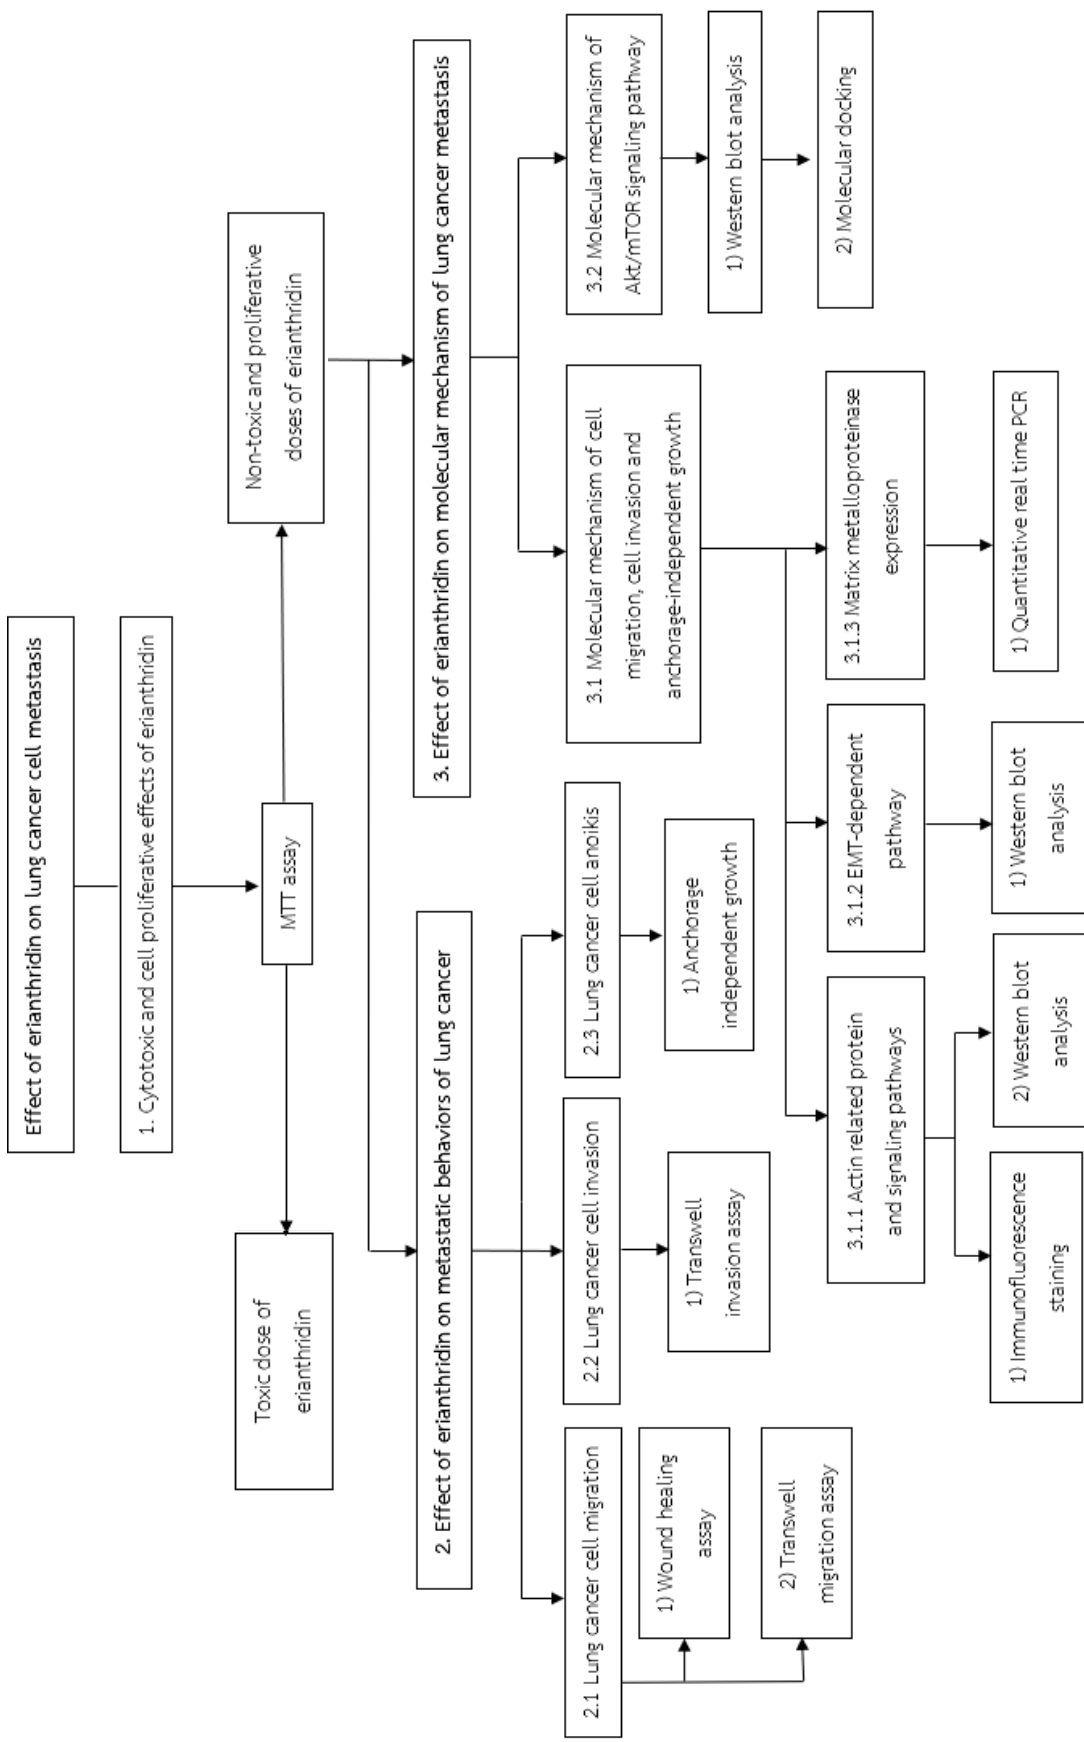 Effect of erianthridin on lung cancer cell metastasis
1. Cytotoxic and cell proliferative effects of erianthridin
MTT assay
Toxic dose of
erianthridin
Non-toxic and proliferative
doses of erianthridin
2. Effect of erianthridin on metastatic behaviors of lung cancer
3. Effect of erianthridin on molecular mechanism of lung cancer metastasis
2.1 Lung cancer cell migration
1) Wound healing
assay
2) Transwell
migration assay
2.2 Lung cancer cell invasion
1) Transwell
invasion assay
2.3 Lung cancer cell anoikis
1) Anchorage
independent growth
3.1 Molecular mechanism of cell
migration, cell invasion and
anchorage-independent growth
3.2 Molecular mechanism of
Akt/mTOR signaling pathway
1) Western blot analysis
2) Molecular docking
3.1.1 Actin related protein
and signaling pathways
3.1.2 EMT-dependent
pathway
3.1.3 Matrix metalloproteinase
expression
1) Immunofluorescence
staining
2) Western blot
analysis
1) Western blot
analysis
1) Quantitative real time PCR